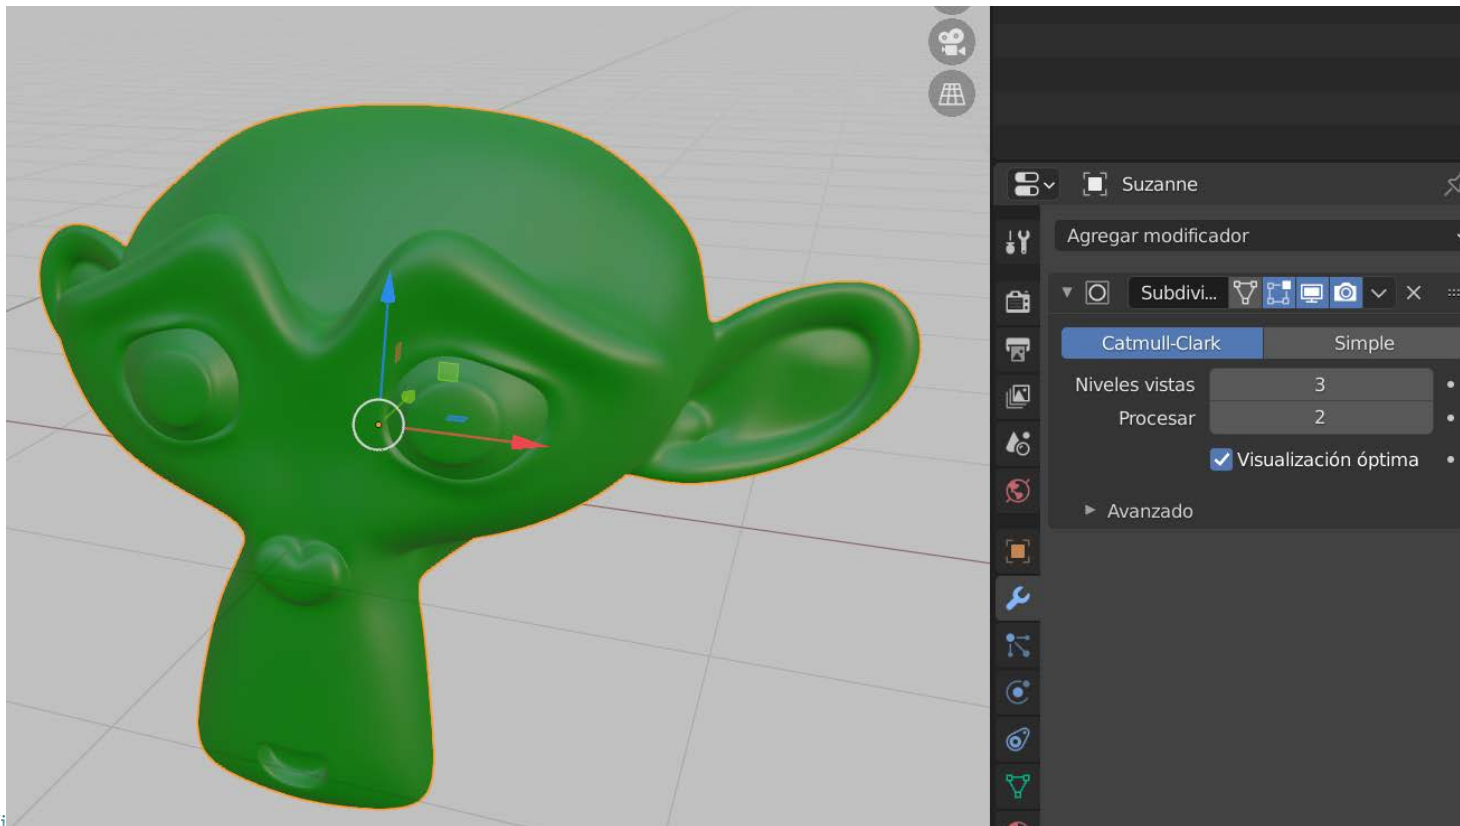 Suzanne
Agregar modificador
Subdivi...
Catmull-Clark Simple
Niveles vistas 3
Procesar 2
Visualización óptima
Avanzado
i